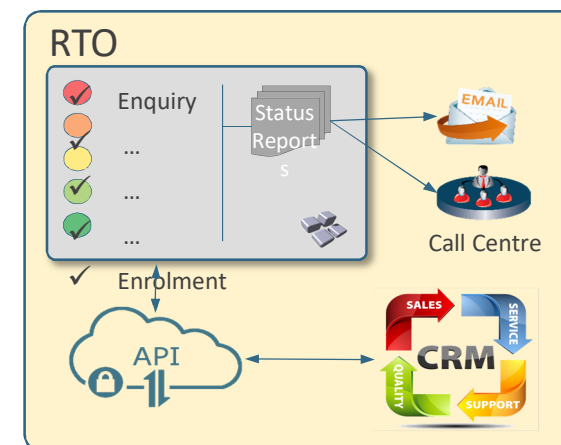 RTO
Enquiry
...
...
...
Enrolment
Status
Report
s
EMAIL
Call Centre
API
SALES
SERVICE
CRM
QUALITY
SUPPORT